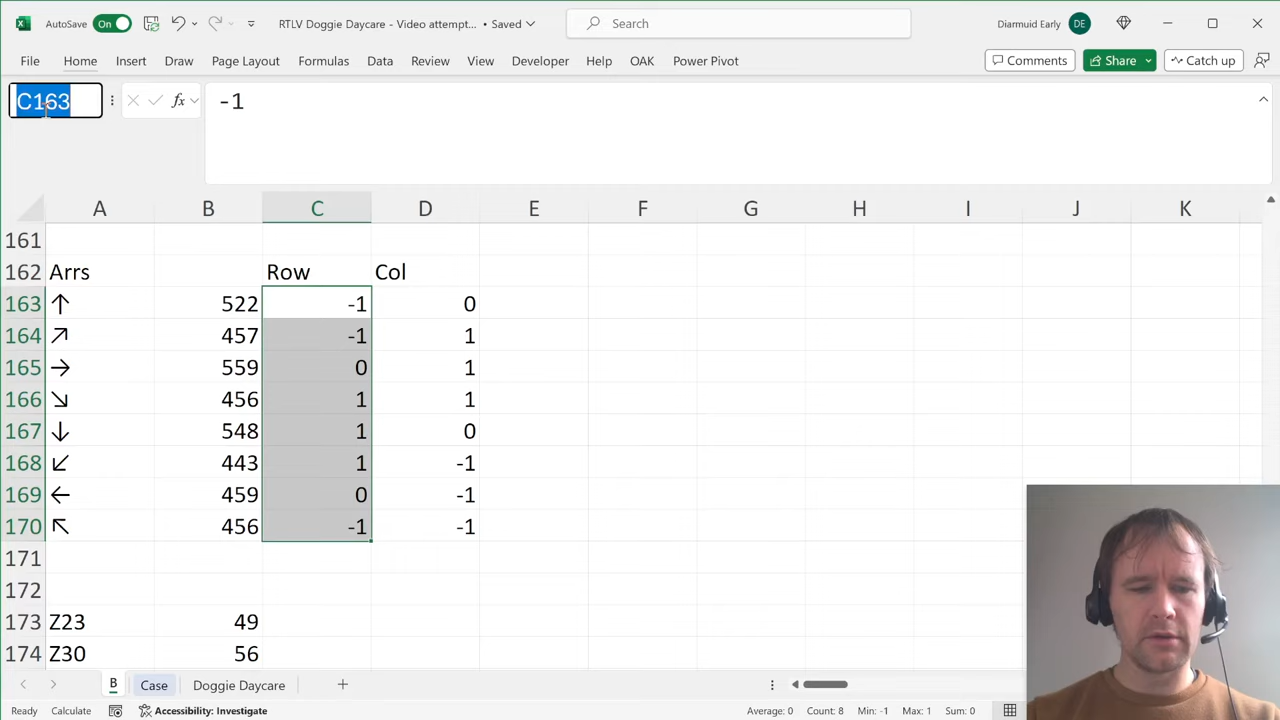 AutoSave On RTLV Doggie Daycare - Video attempt... • Saved Search Diarmuid Early DE
File Home Insert Draw Page Layout Formulas Data Review View Developer Help OAK Power Pivot Comments Share Catch up
C163 fx -1
A B C D E F G H I J K
161
162 Arrs Row Col
163 ↑ 522 -1 0
164 ↗ 457 -1 1
165 → 559 0 1
166 ↘ 456 1 1
167 ↓ 548 1 0
168 ↙ 443 1 -1
169 ← 459 0 -1
170 ↖ 456 -1 -1
171
172
173 Z23 49
174 Z30 56
B Case Doggie Daycare
Ready Calculate Accessibility: Investigate Average: 0 Count: 8 Min: -1 Max: 1 Sum: 0